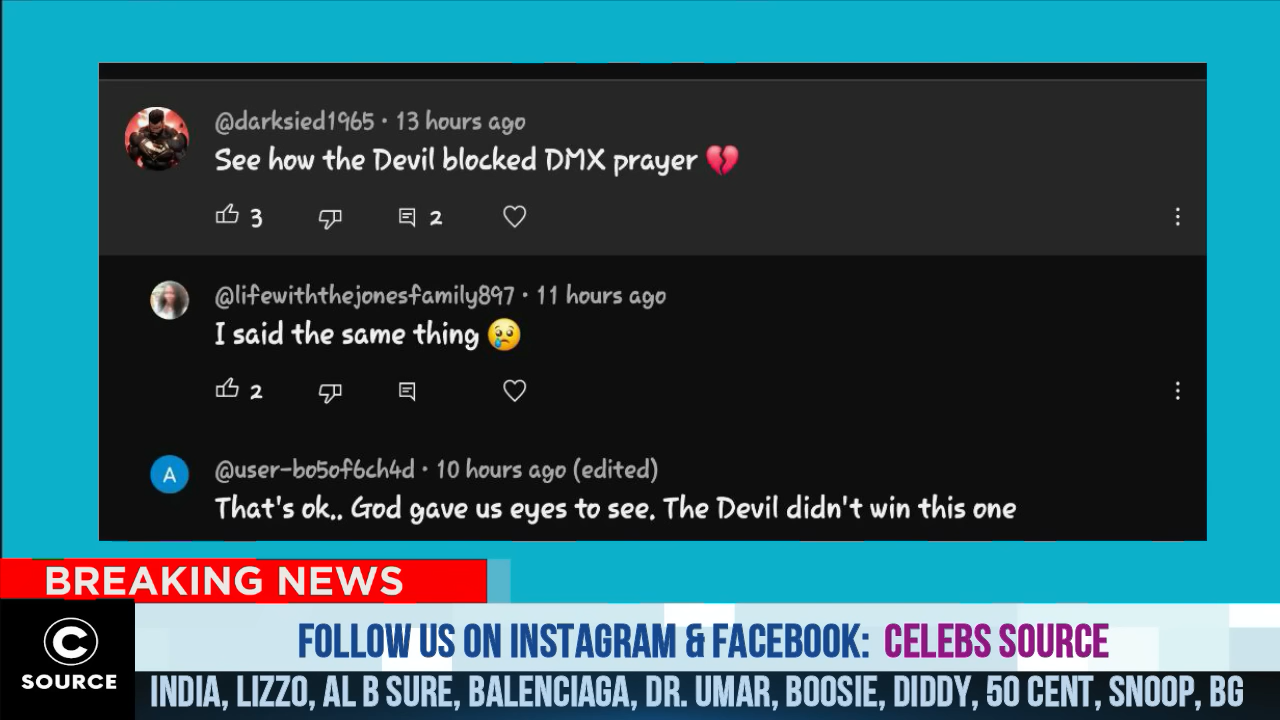 @darksied1965 · 13 hours ago
See how the Devil blocked DMX prayer 💔
3 2
@lifewiththejonesfamily897 · 11 hours ago
I said the same thing 😢
2
A
@user-bo5of6ch4d · 10 hours ago (edited)
That's ok.. God gave us eyes to see. The Devil didn't win this one
BREAKING NEWS
C
SOURCE
FOLLOW US ON INSTAGRAM & FACEBOOK: CELEBS SOURCE
INDIA, LIZZO, AL B SURE, BALENCIAGA, DR. UMAR, BOOSIE, DIDDY, 50 CENT, SNOOP, BG